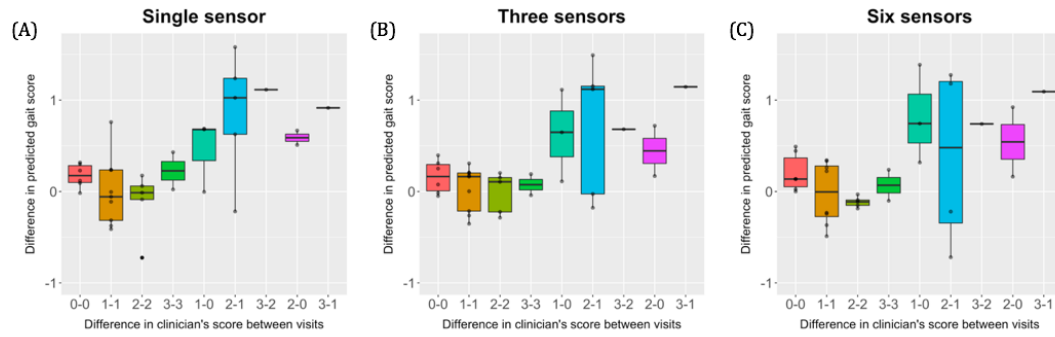 Single sensor
Three sensors
Six sensors
(A)
(B)
(C)
Difference in predicted gait score
1
0
-1
0-0 1-1 2-2 3-3 1-0 2-1 3-2 2-0 3-1
Difference in clinician's score between visits
Difference in predicted gait score
1
0
-1
0-0 1-1 2-2 3-3 1-0 2-1 3-2 2-0 3-1
Difference in clinician's score between visits
Difference in predicted gait score
1
0
-1
0-0 1-1 2-2 3-3 1-0 2-1 3-2 2-0 3-1
Difference in clinician's score between visits